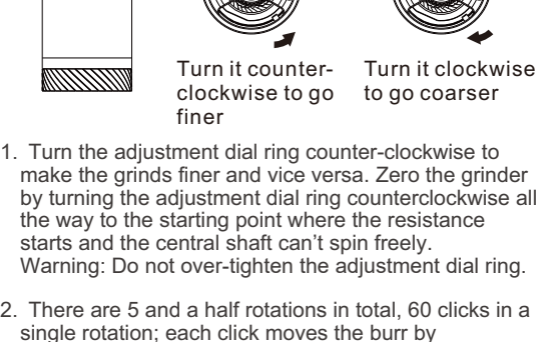 Turn it counter-
clockwise to go
finer
Turn it clockwise
to go coarser
1. Turn the adjustment dial ring counter-clockwise to
make the grinds finer and vice versa. Zero the grinder
by turning the adjustment dial ring counterclockwise all
the way to the starting point where the resistance
starts and the central shaft can’t spin freely.
Warning: Do not over-tighten the adjustment dial ring.
2. There are 5 and a half rotations in total, 60 clicks in a
single rotation; each click moves the burr by